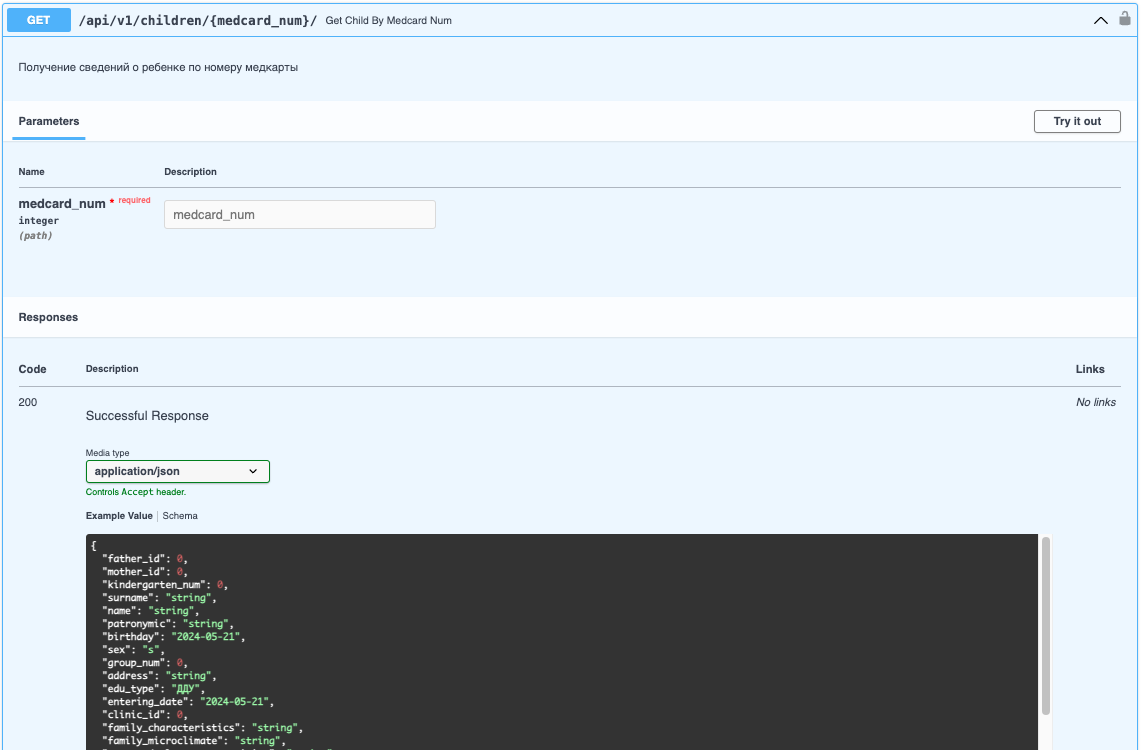 GET /api/v1/children/{medcard_num}/ Get Child By Medcard Num
Получение сведений о ребенке по номеру медкарты
Parameters
Try it out
Name Description
medcard_num * required
integer
(path)
medcard_num
Responses
Code Description Links
200
Successful Response
No links
Media type
application/json
Controls Accept header.
Example Value Schema
{
"father_id": 0,
"mother_id": 0,
"kindergarten_num": 0,
"surname": "string",
"name": "string",
"patronymic": "string",
"birthday": "2024-05-21",
"sex": "s",
"group_num": 0,
"address": "string",
"edu_type": "ДДУ",
"entering_date": "2024-05-21",
"clinic_id": 0,
"family_characteristics": "string",
"family_microclimate": "string",